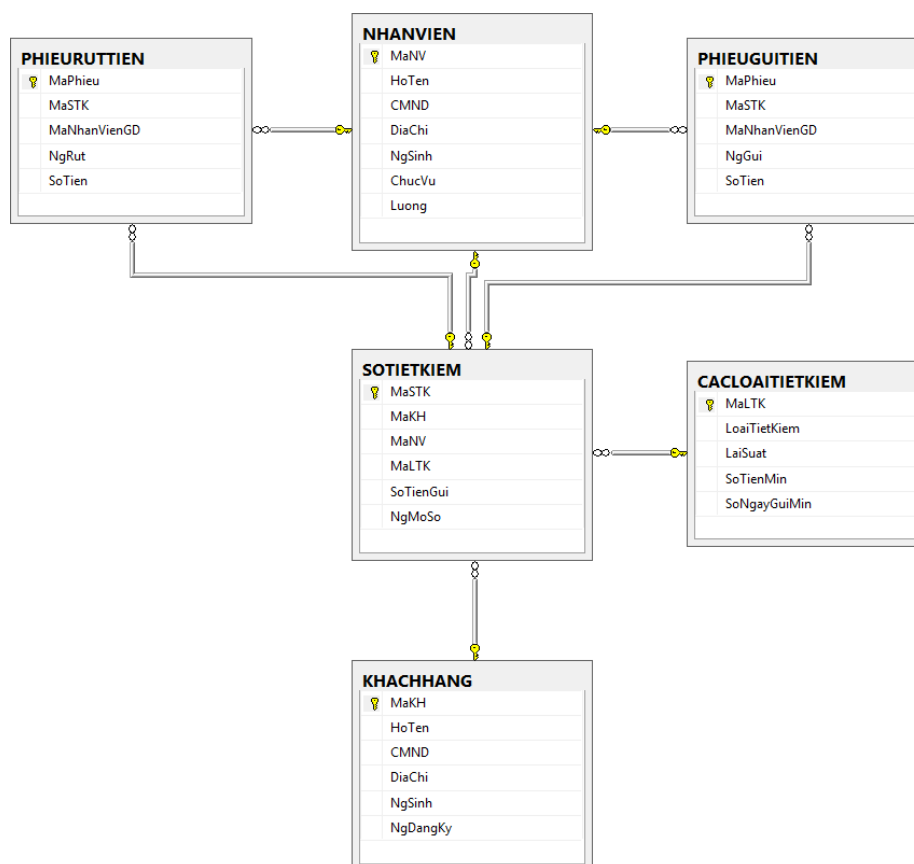 PHIEURUTTIEN
MaPhieu
MaSTK
MaNhanVienGD
NgRut
SoTien
NHANVIEN
MaNV
HoTen
CMND
DiaChi
NgSinh
ChucVu
Luong
PHIEUGUITIEN
MaPhieu
MaSTK
MaNhanVienGD
NgGui
SoTien
SOTIETKIEM
MaSTK
MaKH
MaNV
MaLTK
SoTienGui
NgMoSo
CACLOAITIETKIEM
MaLTK
LoaiTietKiem
LaiSuat
SoTienMin
SoNgayGuiMin
KHACHHANG
MaKH
HoTen
CMND
DiaChi
NgSinh
NgDangKy